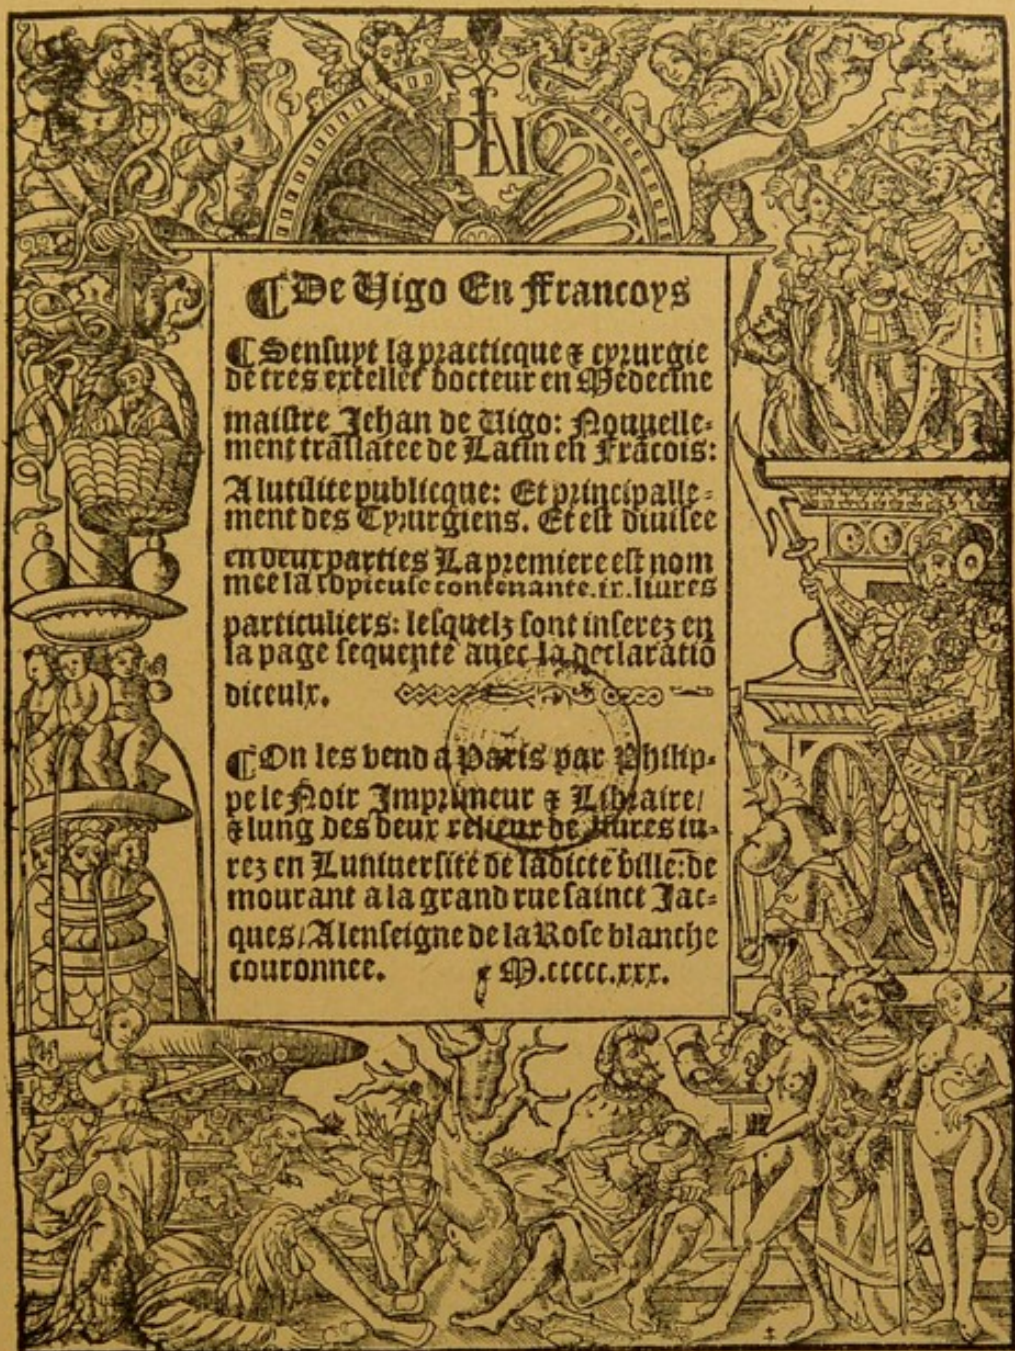 ¶De Vigo En ffrancoys
¶Sensuyt la practicque & cyrurgie
de tres excellēt docteur en Medecine
maistre Jehan de Vigo: Nouuelle-
ment trāslatee de Latin en Frācois:
A lutilite publicque: Et principalle-
ment des Cyrurgiens. Et est diuisee
en deux parties La premiere est nom
mee la copieuse contenante .ix. liures
particuliers: lesquelz sont inserez en
la page sequente auec la declaratiō
diceulx.
¶On les vend a Paris par Philip-
pe le Noir Imprimeur & Libraire/
& lung des deux relieur de liures iu-
rez en Luniuersite de ladicte ville: de
mourant a la grand rue sainct Jac-
ques/ A lenseigne de la Rose blanche
couronnee. M.ccccc.xxx.